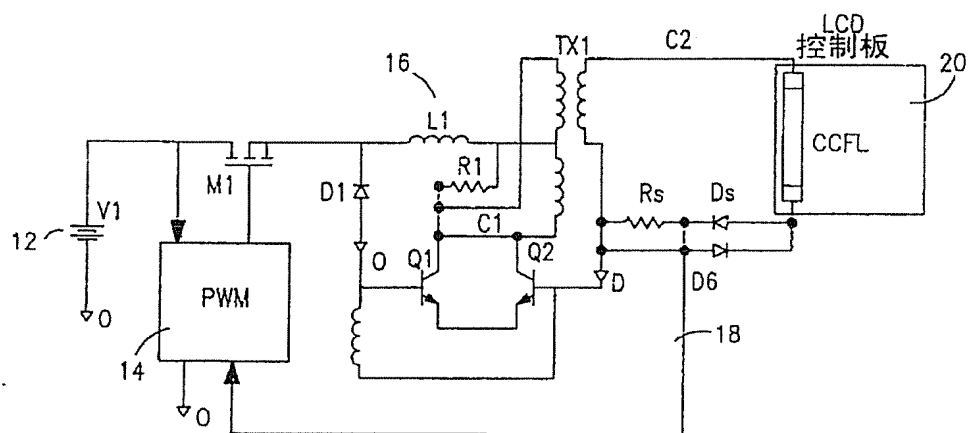 LCD
控制板
TX1
C2
20
16
L1
CCFL
M1
R1
D1
Rs
Ds
V1
12
C1
O
Q1
Q2
D
D6
PWM
O
14
18
O